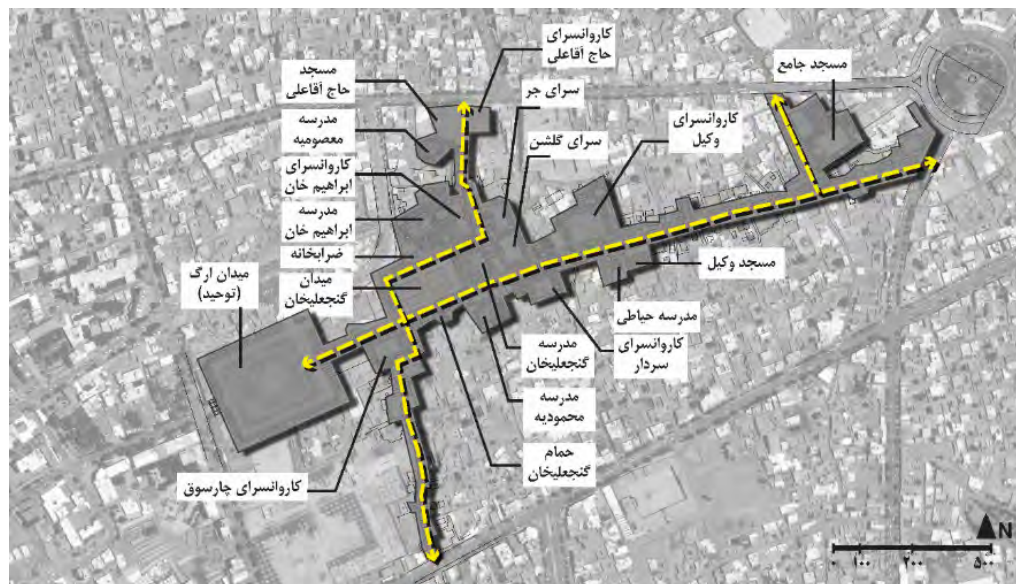 کاروانسرای
حاج آقاعلی
مسجد
حاج آقاعلی
مسجد جامع
سرای جر
مدرسه
معصومیه
کاروانسرای
وکیل
سرای گلشن
کاروانسرای
ابراهیم خان
مدرسه
ابراهیم خان
ضرابخانه
مسجد وکیل
میدان ارگ
(توحید)
میدان
گنجعلیخان
مدرسه حیاطی
مدرسه
گنجعلیخان
کاروانسرای
سردار
مدرسه
محمودیه
حمام
گنجعلیخان
کاروانسرای چارسوق
N
۰ ۱۰۰ ۲۰۰ ۵۰۰